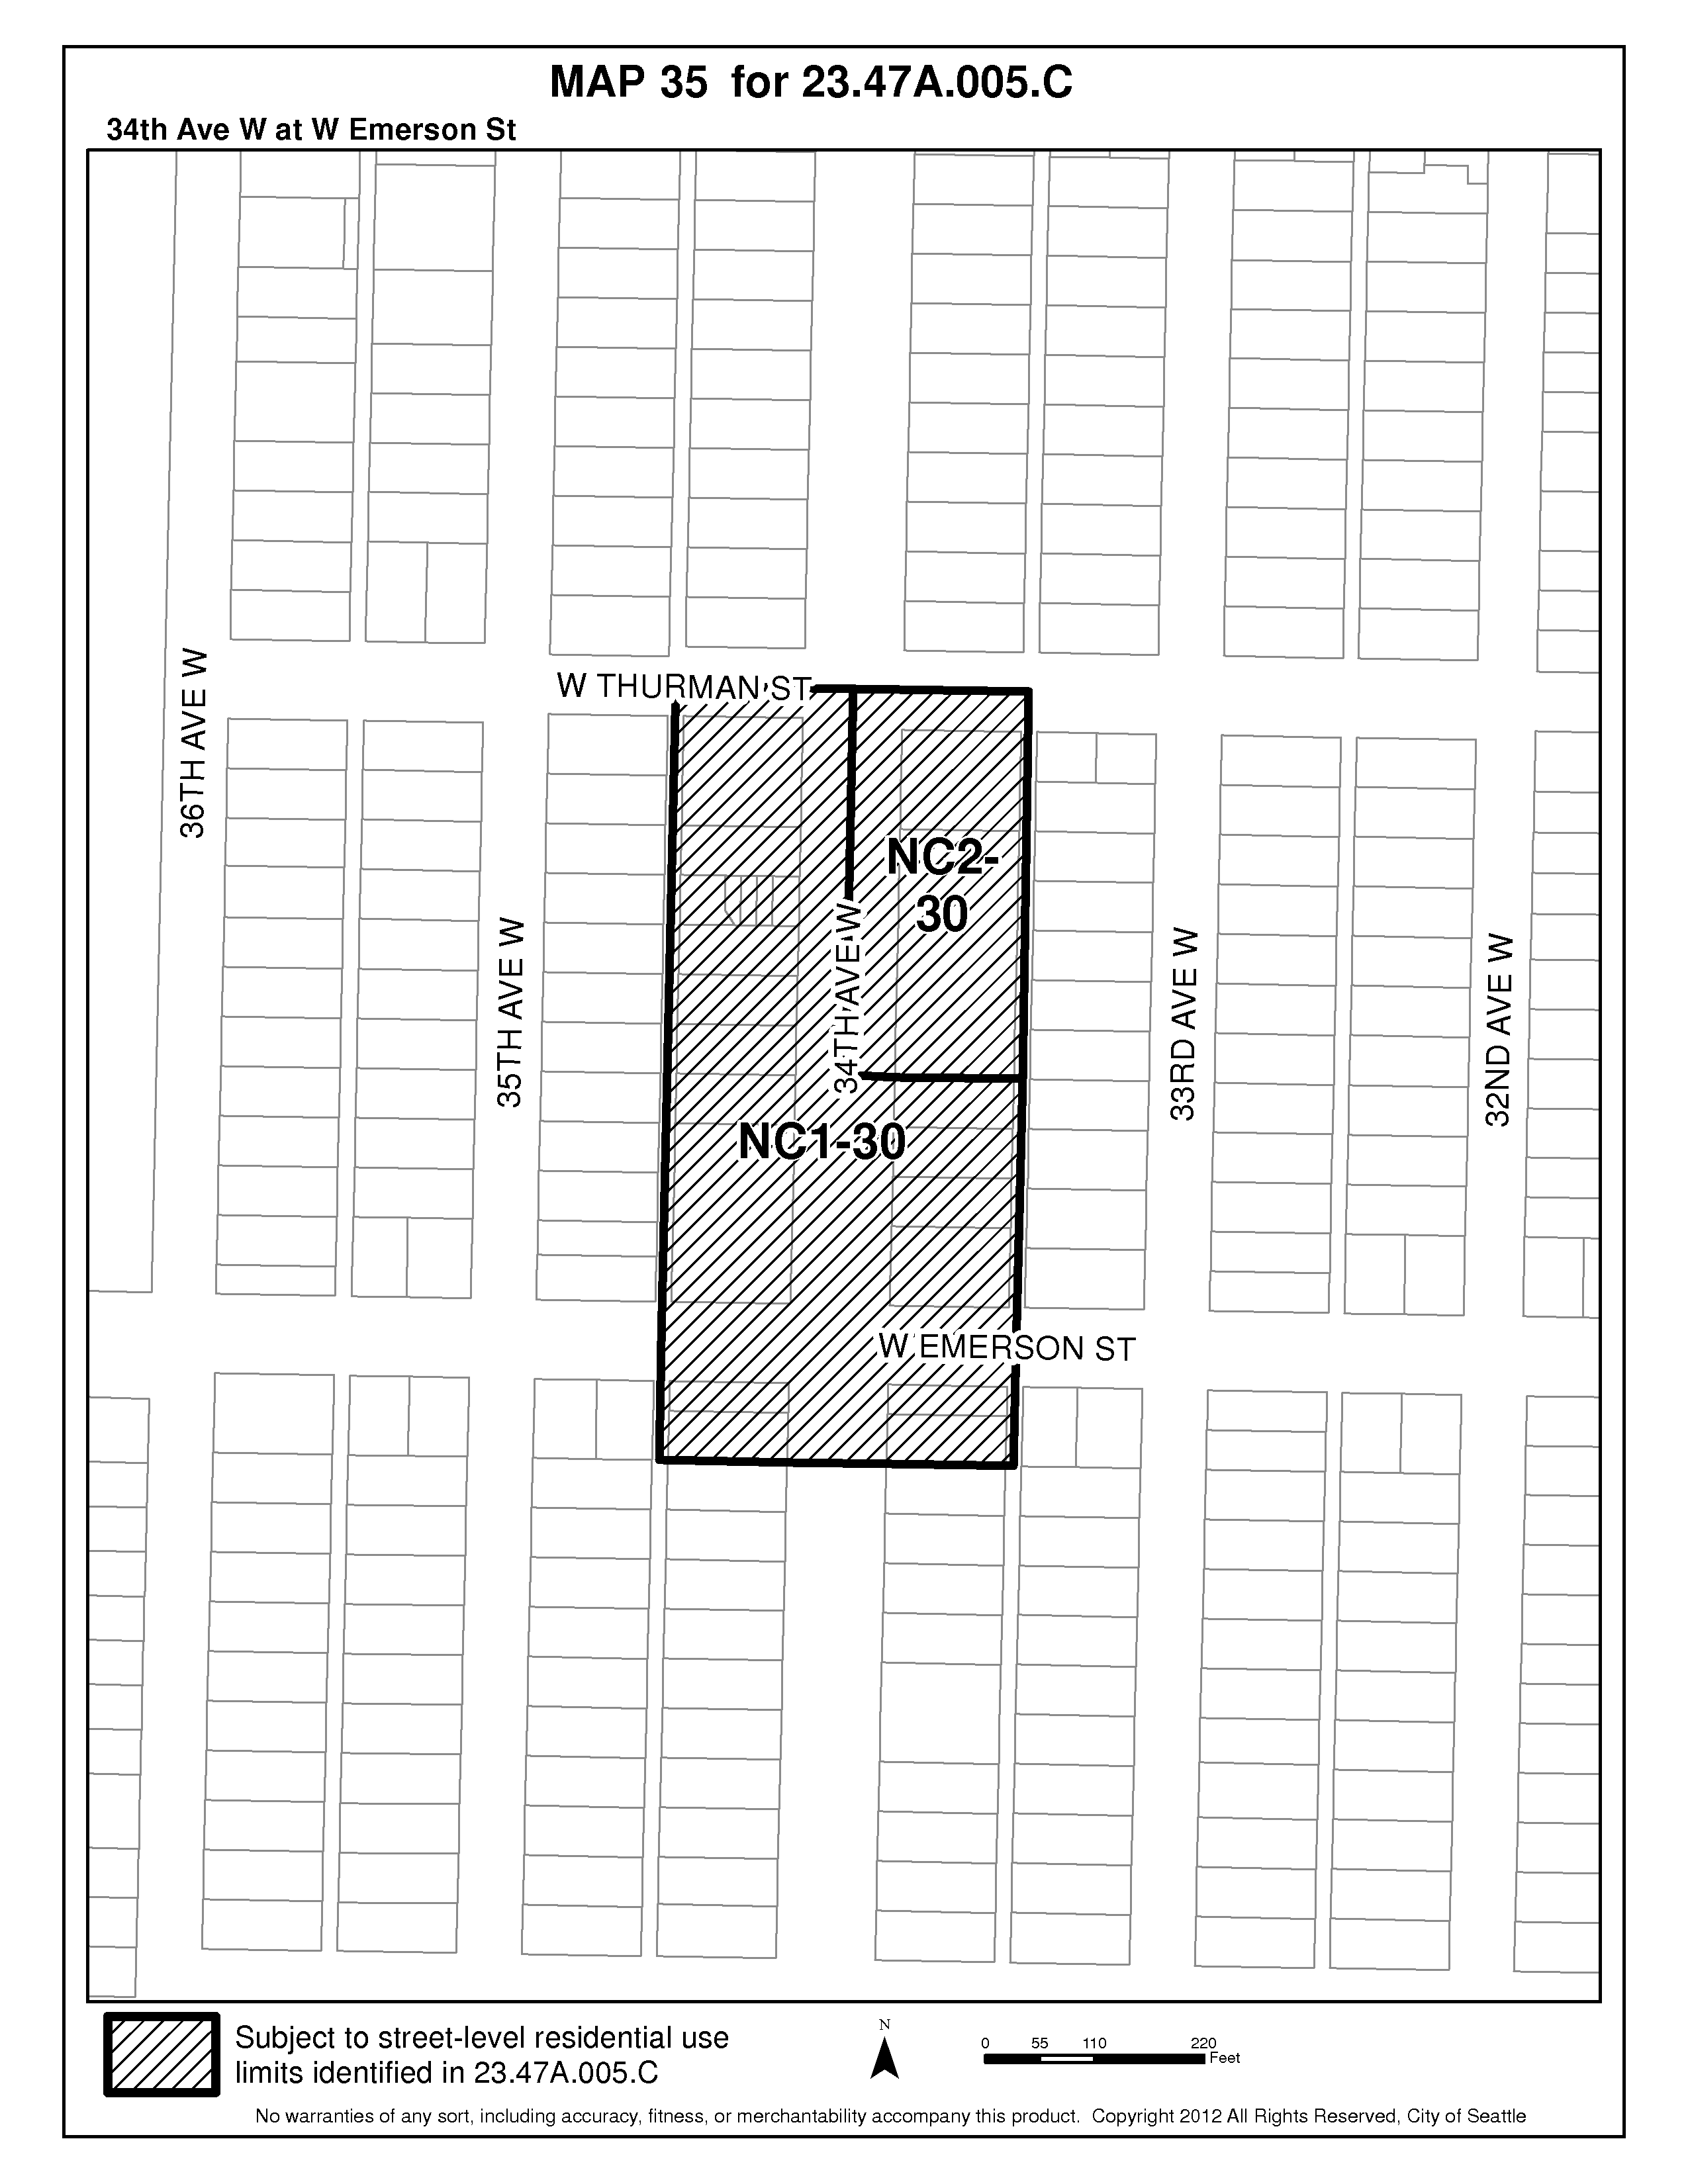 MAP 35 for 23.47A.005.C
34th Ave W at W Emerson St
W THURMAN ST
36TH AVE W
NC2-
30
34TH AVE W
35TH AVE W
33RD AVE W
32ND AVE W
NC1-30
W EMERSON ST
Subject to street-level residential use
limits identified in 23.47A.005.C
N
0 55 110 220
Feet
No warranties of any sort, including accuracy, fitness, or merchantability accompany this product. Copyright 2012 All Rights Reserved, City of Seattle